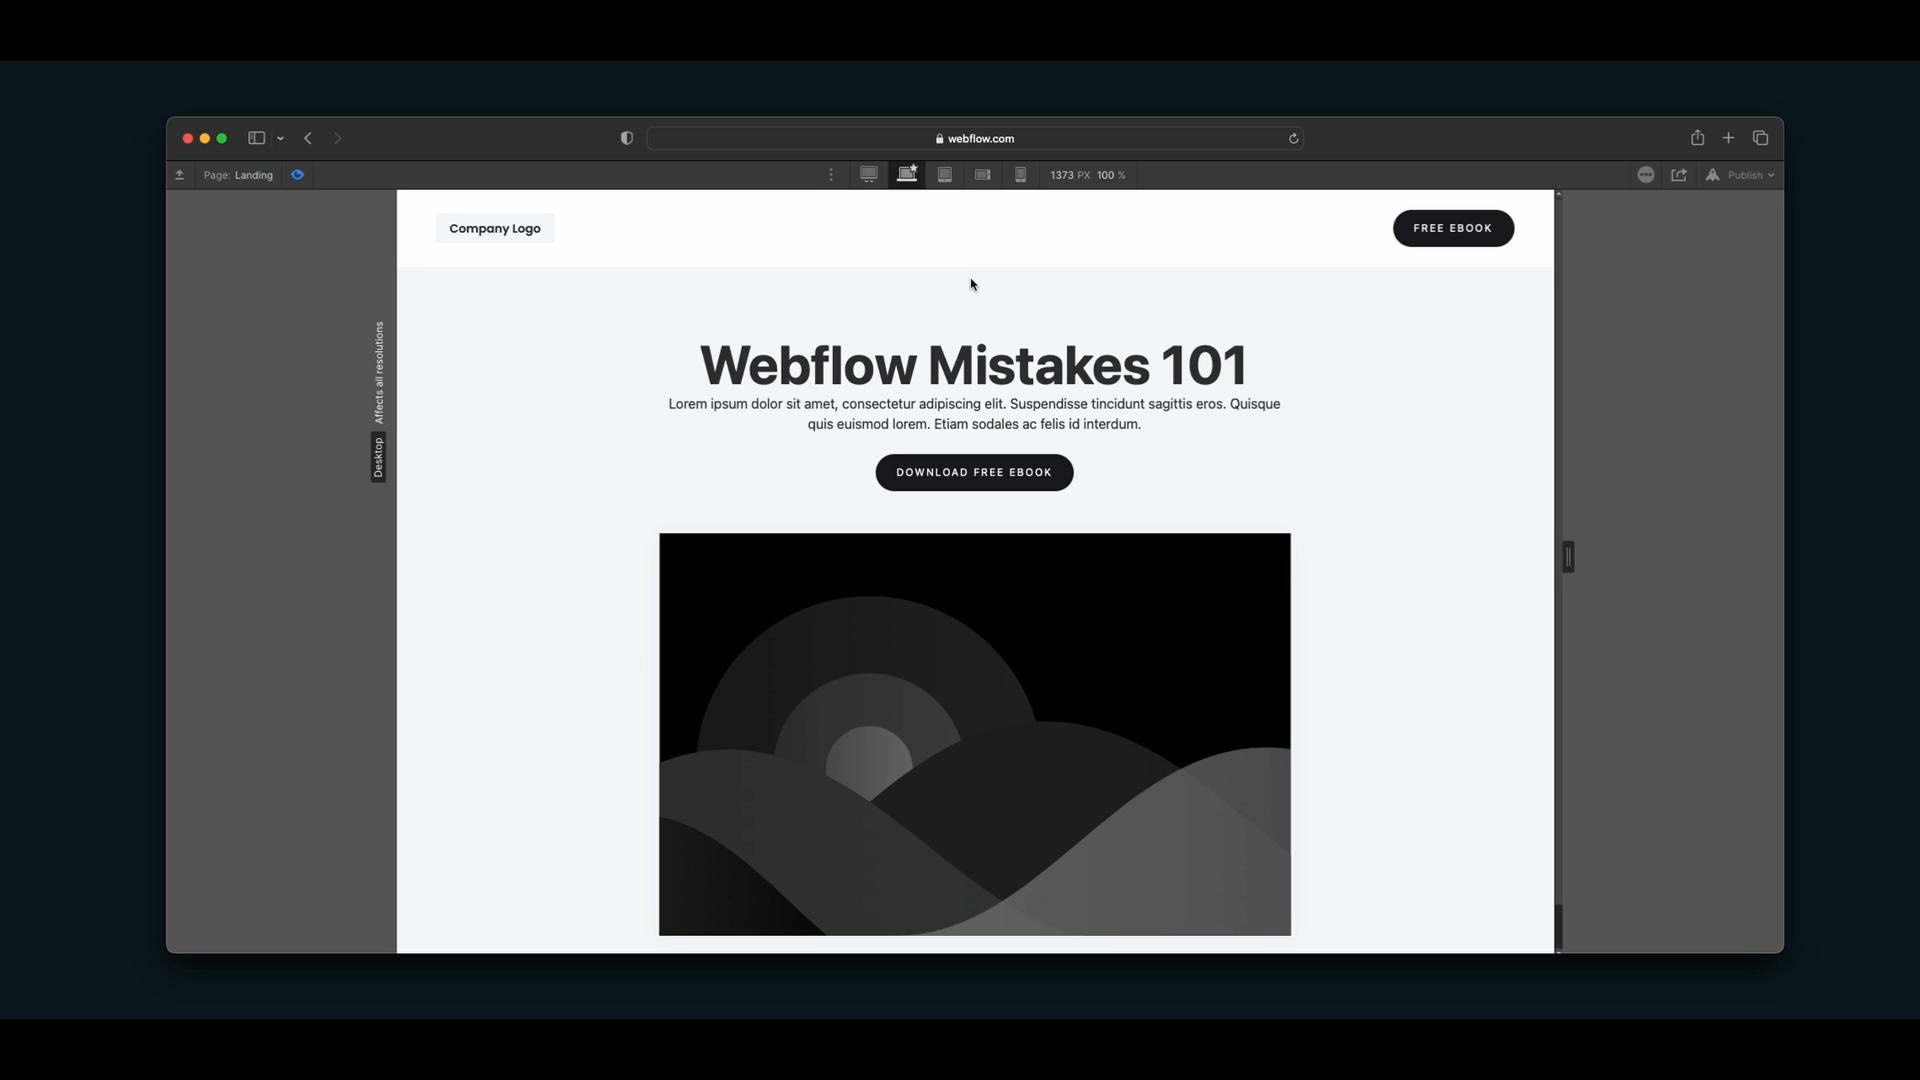 webflow.com
Page: Landing
1373 PX 100 %
Publish
Company Logo
FREE EBOOK
Affects all resolutions
Desktop
Webflow Mistakes 101
Lorem ipsum dolor sit amet, consectetur adipiscing elit. Suspendisse tincidunt sagittis eros. Quisque
quis euismod lorem. Etiam sodales ac felis id interdum.
DOWNLOAD FREE EBOOK